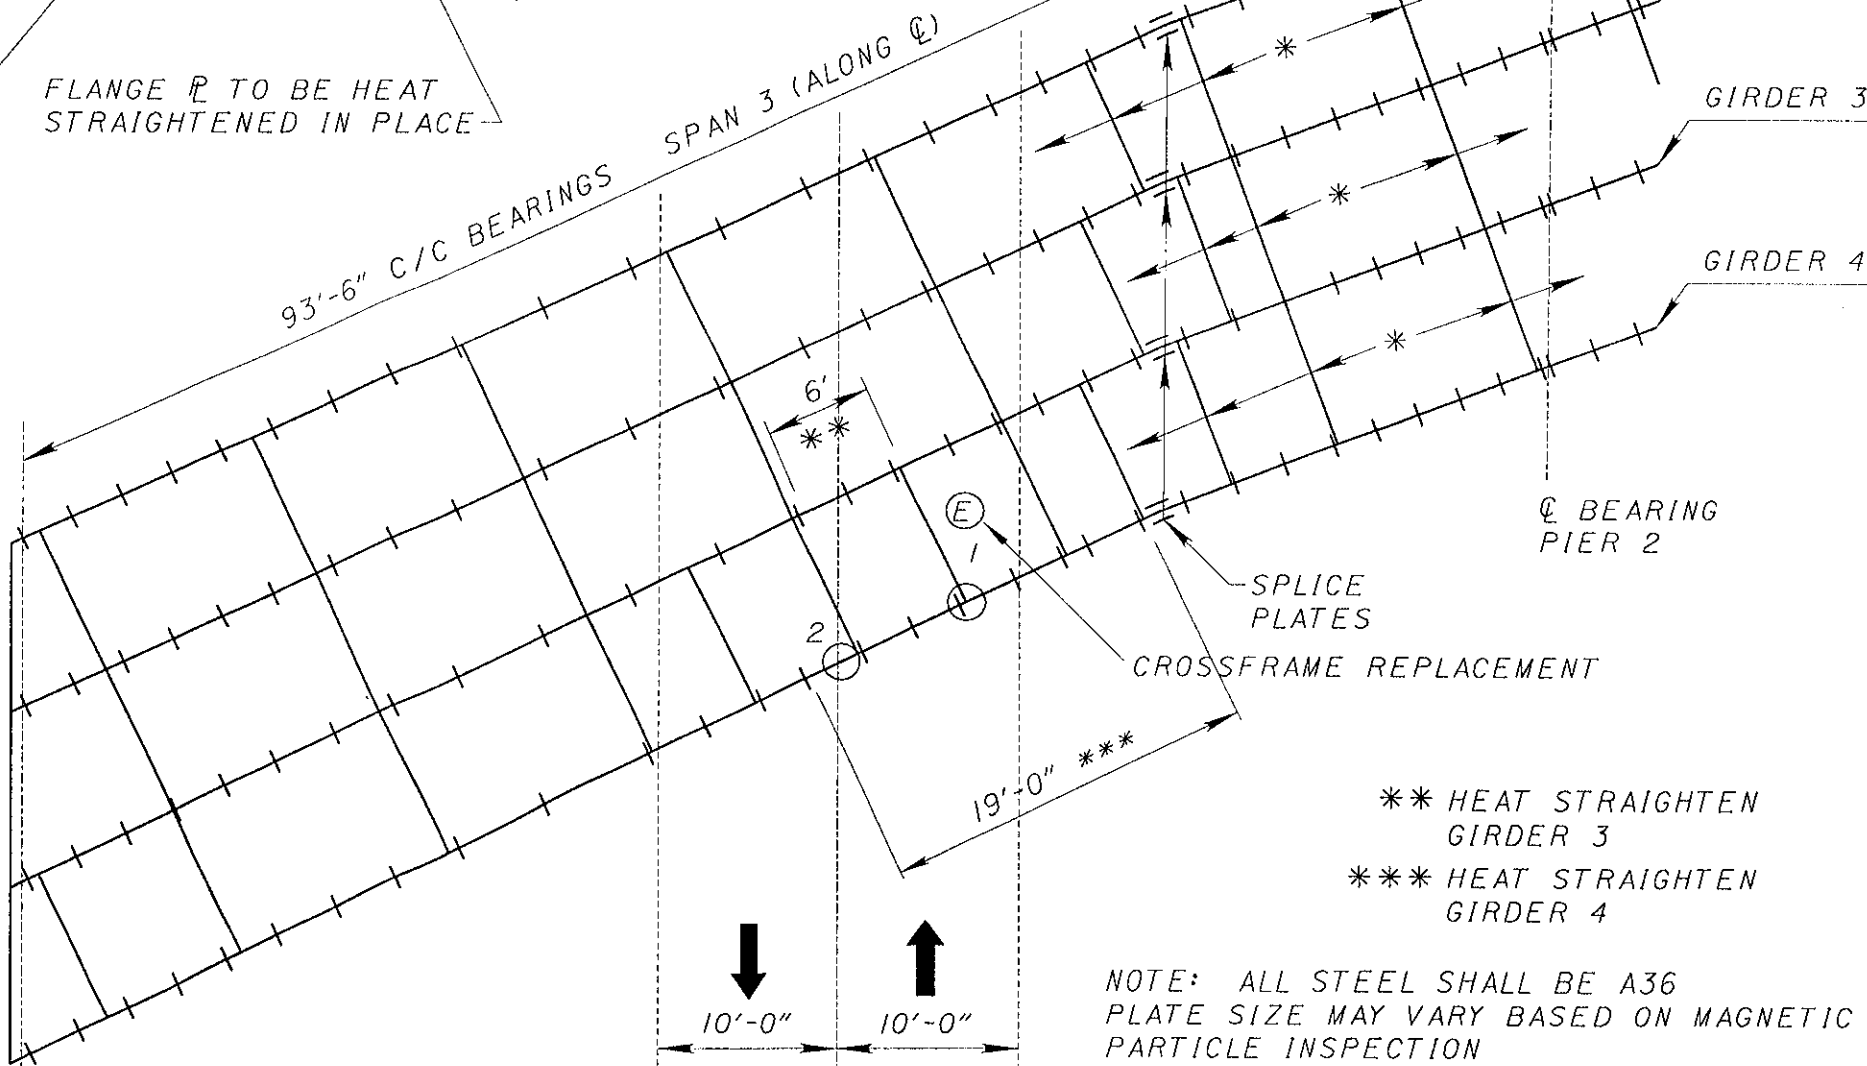 FLANGE ⅊ TO BE HEAT
STRAIGHTENED IN PLACE
93'-6" C/C BEARINGS SPAN 3 (ALONG ℄)
*
GIRDER 3
*
GIRDER 4
*
6'
**
E
1
2
℄ BEARING
PIER 2
SPLICE
PLATES
CROSSFRAME REPLACEMENT
19'-0" ***
** HEAT STRAIGHTEN
GIRDER 3
*** HEAT STRAIGHTEN
GIRDER 4
10'-0" 10'-0"
NOTE: ALL STEEL SHALL BE A36
PLATE SIZE MAY VARY BASED ON MAGNETIC
PARTICLE INSPECTION